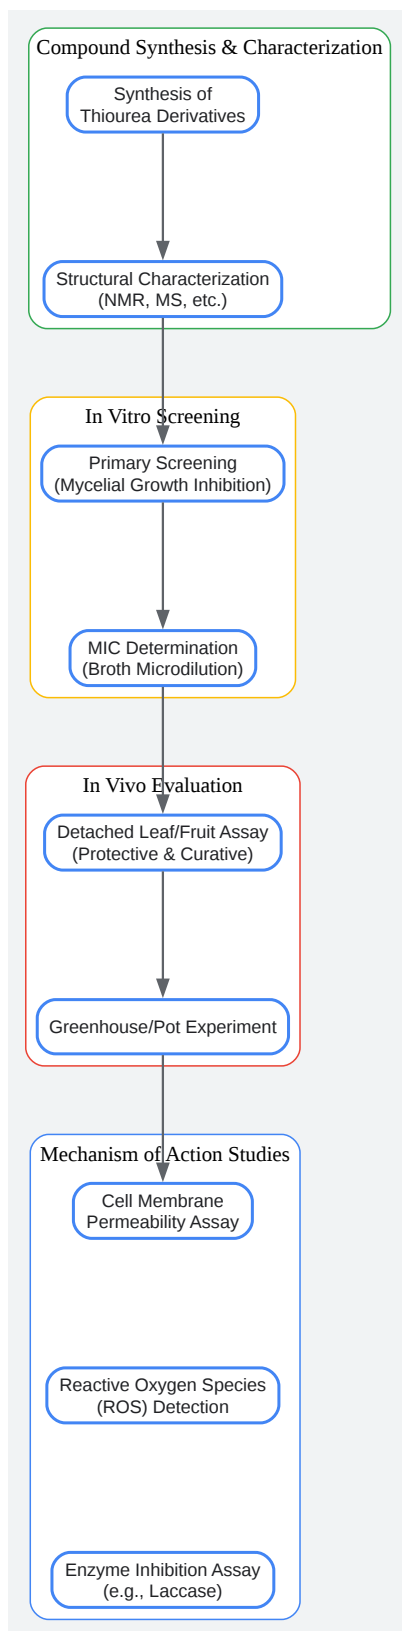 Compound Synthesis & Characterization
Synthesis of
Thiourea Derivatives
Structural Characterization
(NMR, MS, etc.)
In Vitro Screening
Primary Screening
(Mycelial Growth Inhibition)
MIC Determination
(Broth Microdilution)
In Vivo Evaluation
Detached Leaf/Fruit Assay
(Protective & Curative)
Greenhouse/Pot Experiment
Mechanism of Action Studies
Cell Membrane
Permeability Assay
Reactive Oxygen Species
(ROS) Detection
Enzyme Inhibition Assay
(e.g., Laccase)